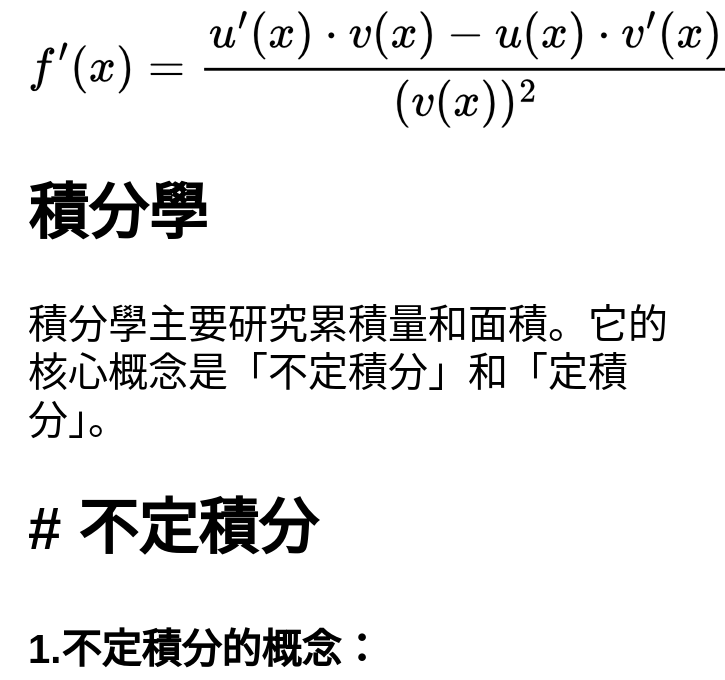 f′(x) = \frac{u′(x) · v(x) − u(x) · v′(x)}{(v(x))²}
積分學
積分學主要研究累積量和面積。它的
核心概念是「不定積分」和「定積
分」。
# 不定積分
1.不定積分的概念：